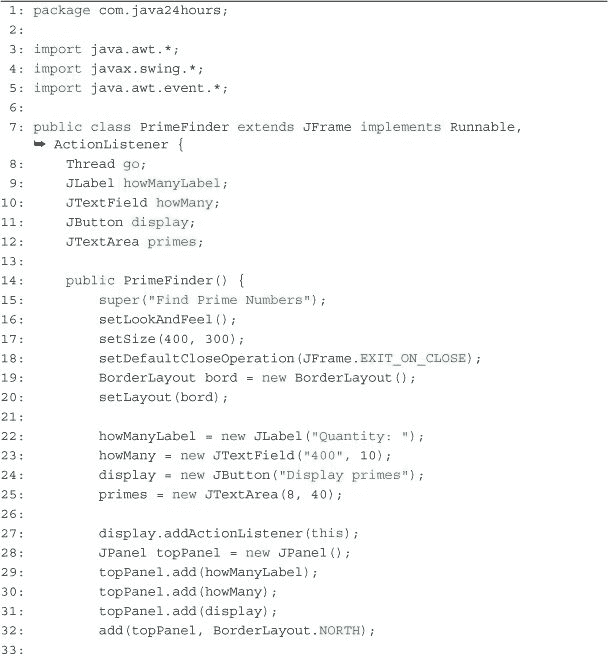 1: package com.java24hours;
2:
3: import java.awt.*;
4: import javax.swing.*;
5: import java.awt.event.*;
6:
7: public class PrimeFinder extends JFrame implements Runnable,
➥ ActionListener {
8:     Thread go;
9:     JLabel howManyLabel;
10:     JTextField howMany;
11:     JButton display;
12:     JTextArea primes;
13:
14:     public PrimeFinder() {
15:         super("Find Prime Numbers");
16:         setLookAndFeel();
17:         setSize(400, 300);
18:         setDefaultCloseOperation(JFrame.EXIT_ON_CLOSE);
19:         BorderLayout bord = new BorderLayout();
20:         setLayout(bord);
21:
22:         howManyLabel = new JLabel("Quantity: ");
23:         howMany = new JTextField("400", 10);
24:         display = new JButton("Display primes");
25:         primes = new JTextArea(8, 40);
26:
27:         display.addActionListener(this);
28:         JPanel topPanel = new JPanel();
29:         topPanel.add(howManyLabel);
30:         topPanel.add(howMany);
31:         topPanel.add(display);
32:         add(topPanel, BorderLayout.NORTH);
33: